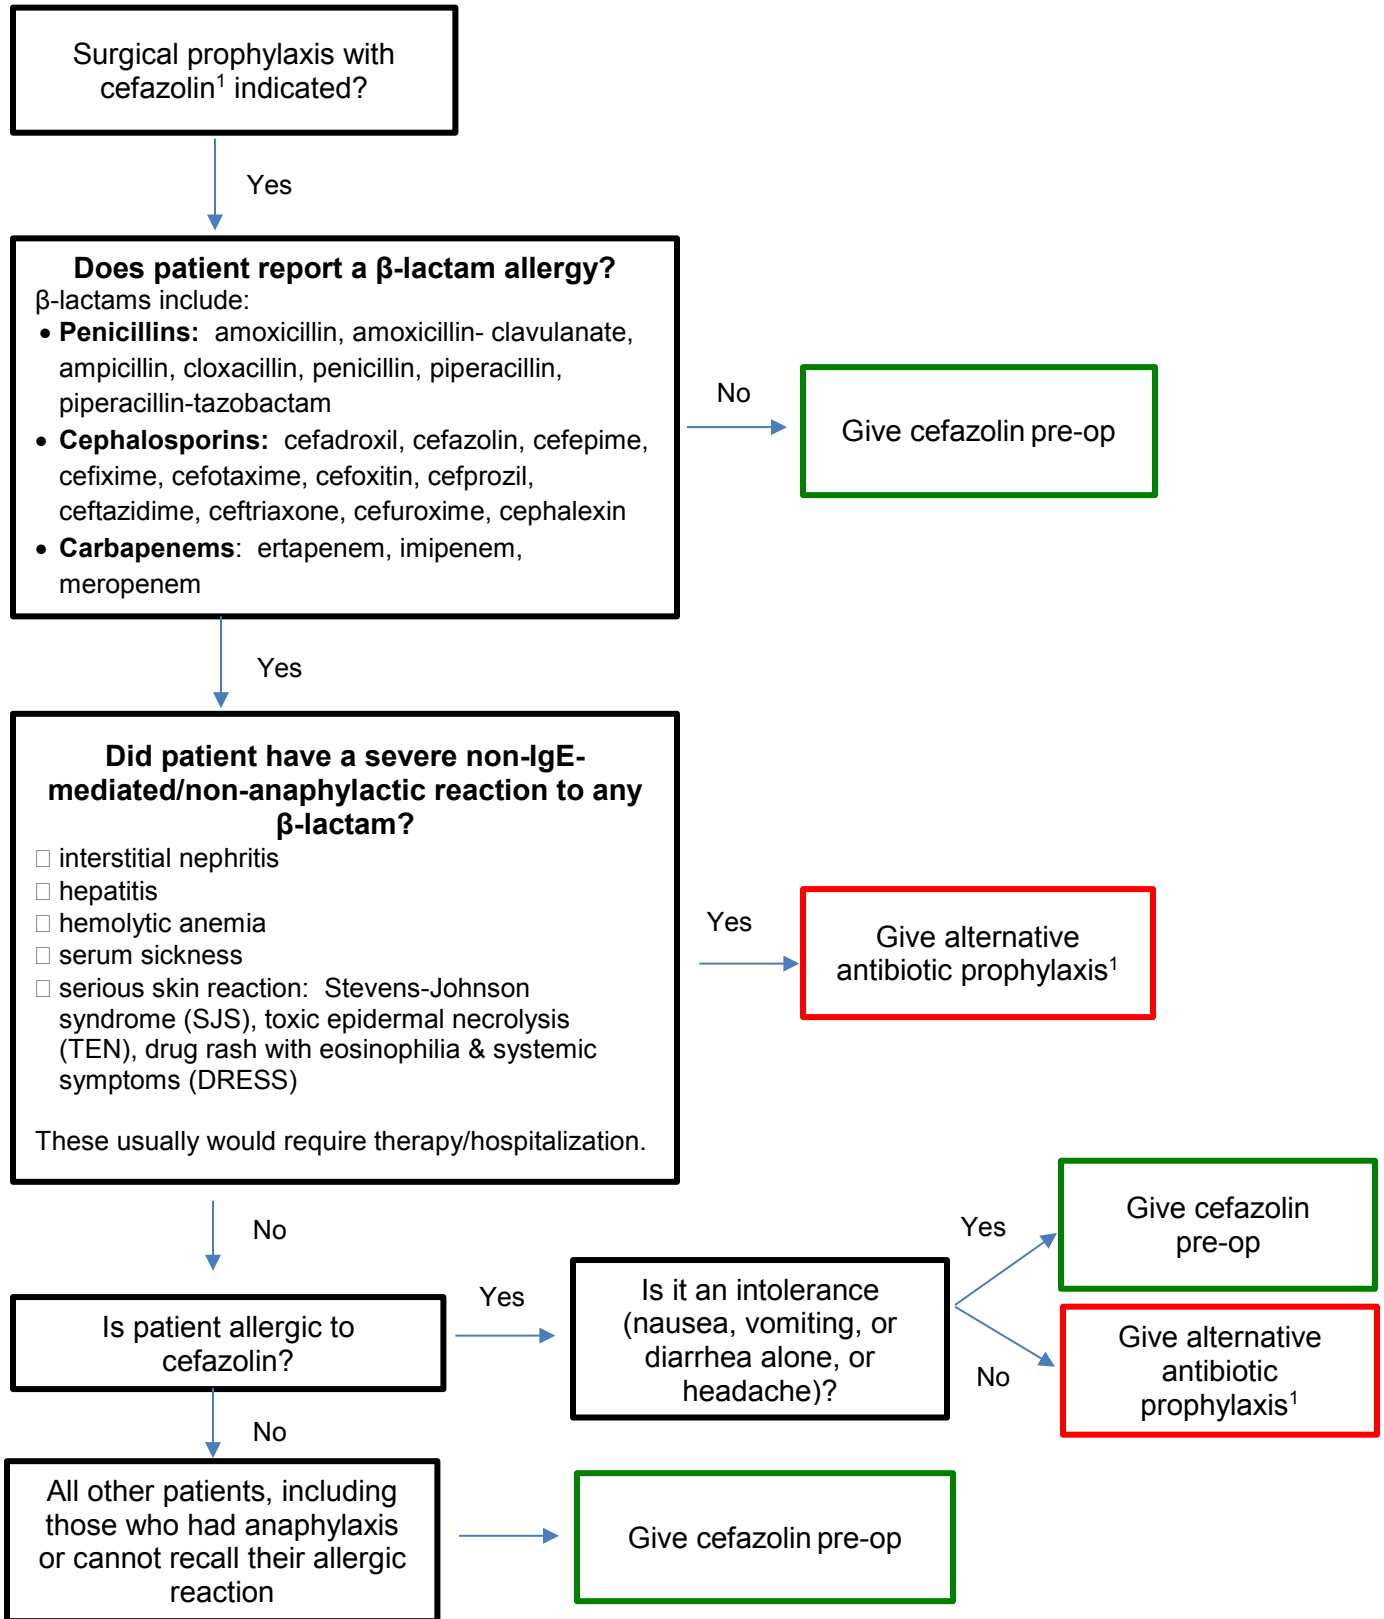 Surgical prophylaxis with
cefazolin¹ indicated?
Yes
Does patient report a β-lactam allergy?
β-lactams include:
• Penicillins: amoxicillin, amoxicillin- clavulanate,
ampicillin, cloxacillin, penicillin, piperacillin,
piperacillin-tazobactam
• Cephalosporins: cefadroxil, cefazolin, cefepime,
cefixime, cefotaxime, cefoxitin, cefprozil,
ceftazidime, ceftriaxone, cefuroxime, cephalexin
• Carbapenems: ertapenem, imipenem,
meropenem
No
Give cefazolin pre-op
Yes
Did patient have a severe non-IgE-
mediated/non-anaphylactic reaction to any
β-lactam?
□ interstitial nephritis
□ hepatitis
□ hemolytic anemia
□ serum sickness
□ serious skin reaction: Stevens-Johnson
syndrome (SJS), toxic epidermal necrolysis
(TEN), drug rash with eosinophilia & systemic
symptoms (DRESS)
These usually would require therapy/hospitalization.
Yes
Give alternative
antibiotic prophylaxis¹
No
Is patient allergic to
cefazolin?
Yes
Is it an intolerance
(nausea, vomiting, or
diarrhea alone, or
headache)?
Yes
Give cefazolin
pre-op
No
Give alternative
antibiotic
prophylaxis¹
No
All other patients, including
those who had anaphylaxis
or cannot recall their allergic
reaction
Give cefazolin pre-op